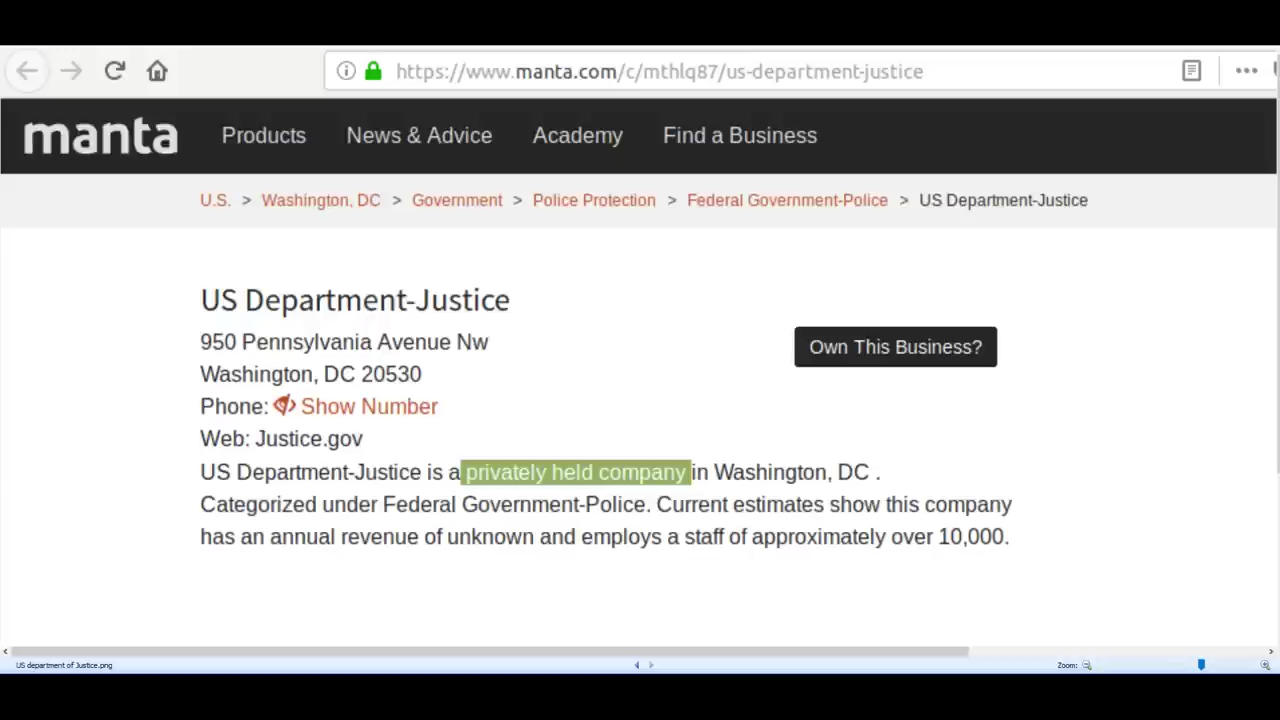 https://www.manta.com/c/mthlq87/us-department-justice
manta Products News & Advice Academy Find a Business
U.S. > Washington, DC > Government > Police Protection > Federal Government-Police > US Department-Justice
US Department-Justice
950 Pennsylvania Avenue Nw
Own This Business?
Washington, DC 20530
Phone: Show Number
Web: Justice.gov
US Department-Justice is a privately held company in Washington, DC .
Categorized under Federal Government-Police. Current estimates show this company
has an annual revenue of unknown and employs a staff of approximately over 10,000.
US department of Justice.png
Zoom: